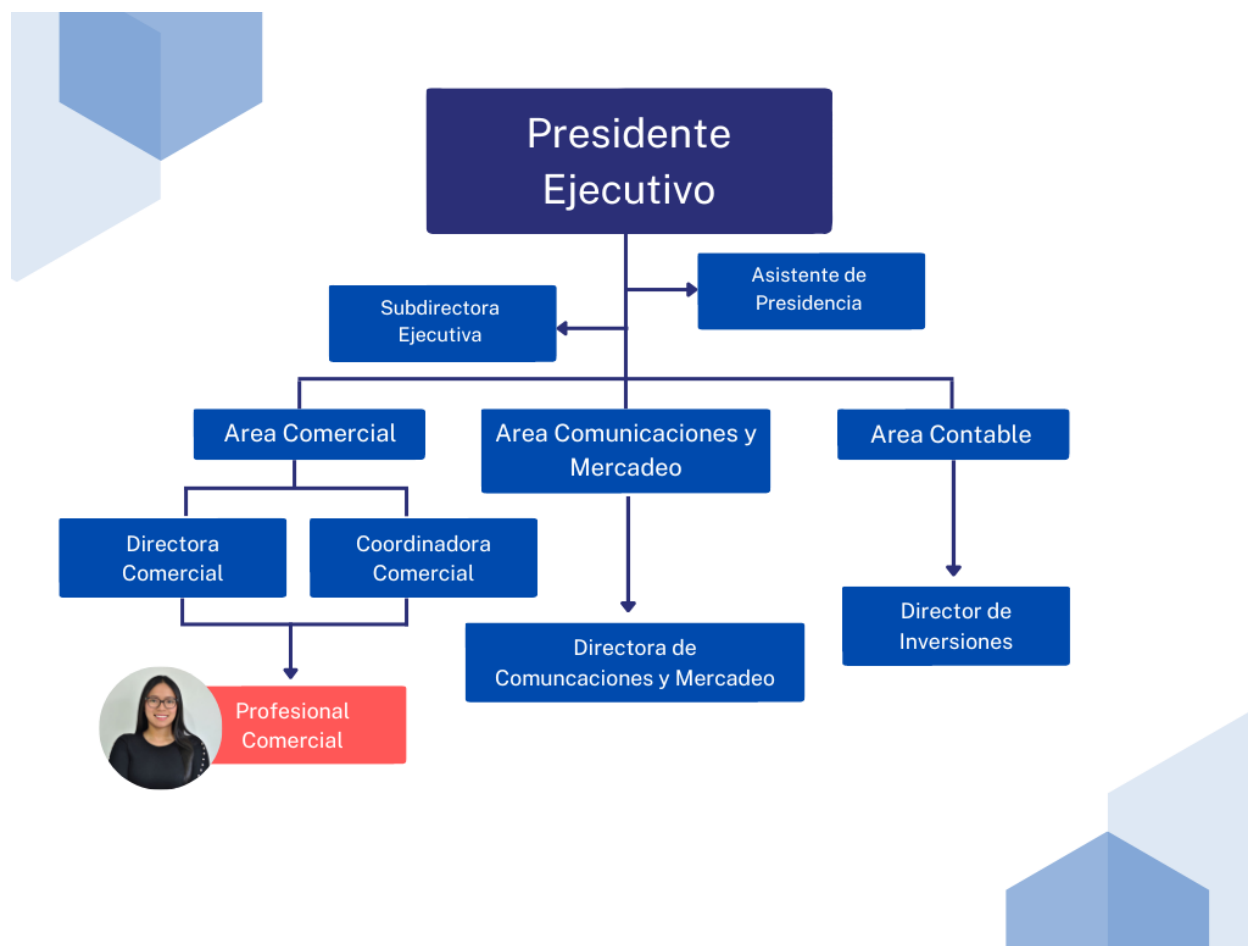 Presidente
Ejecutivo
Asistente de
Presidencia
Subdirectora
Ejecutiva
Area Comercial
Area Comunicaciones y
Mercadeo
Area Contable
Directora
Comercial
Coordinadora
Comercial
Director de
Inversiones
Directora de
Comuncaciones y Mercadeo
Profesional
Comercial